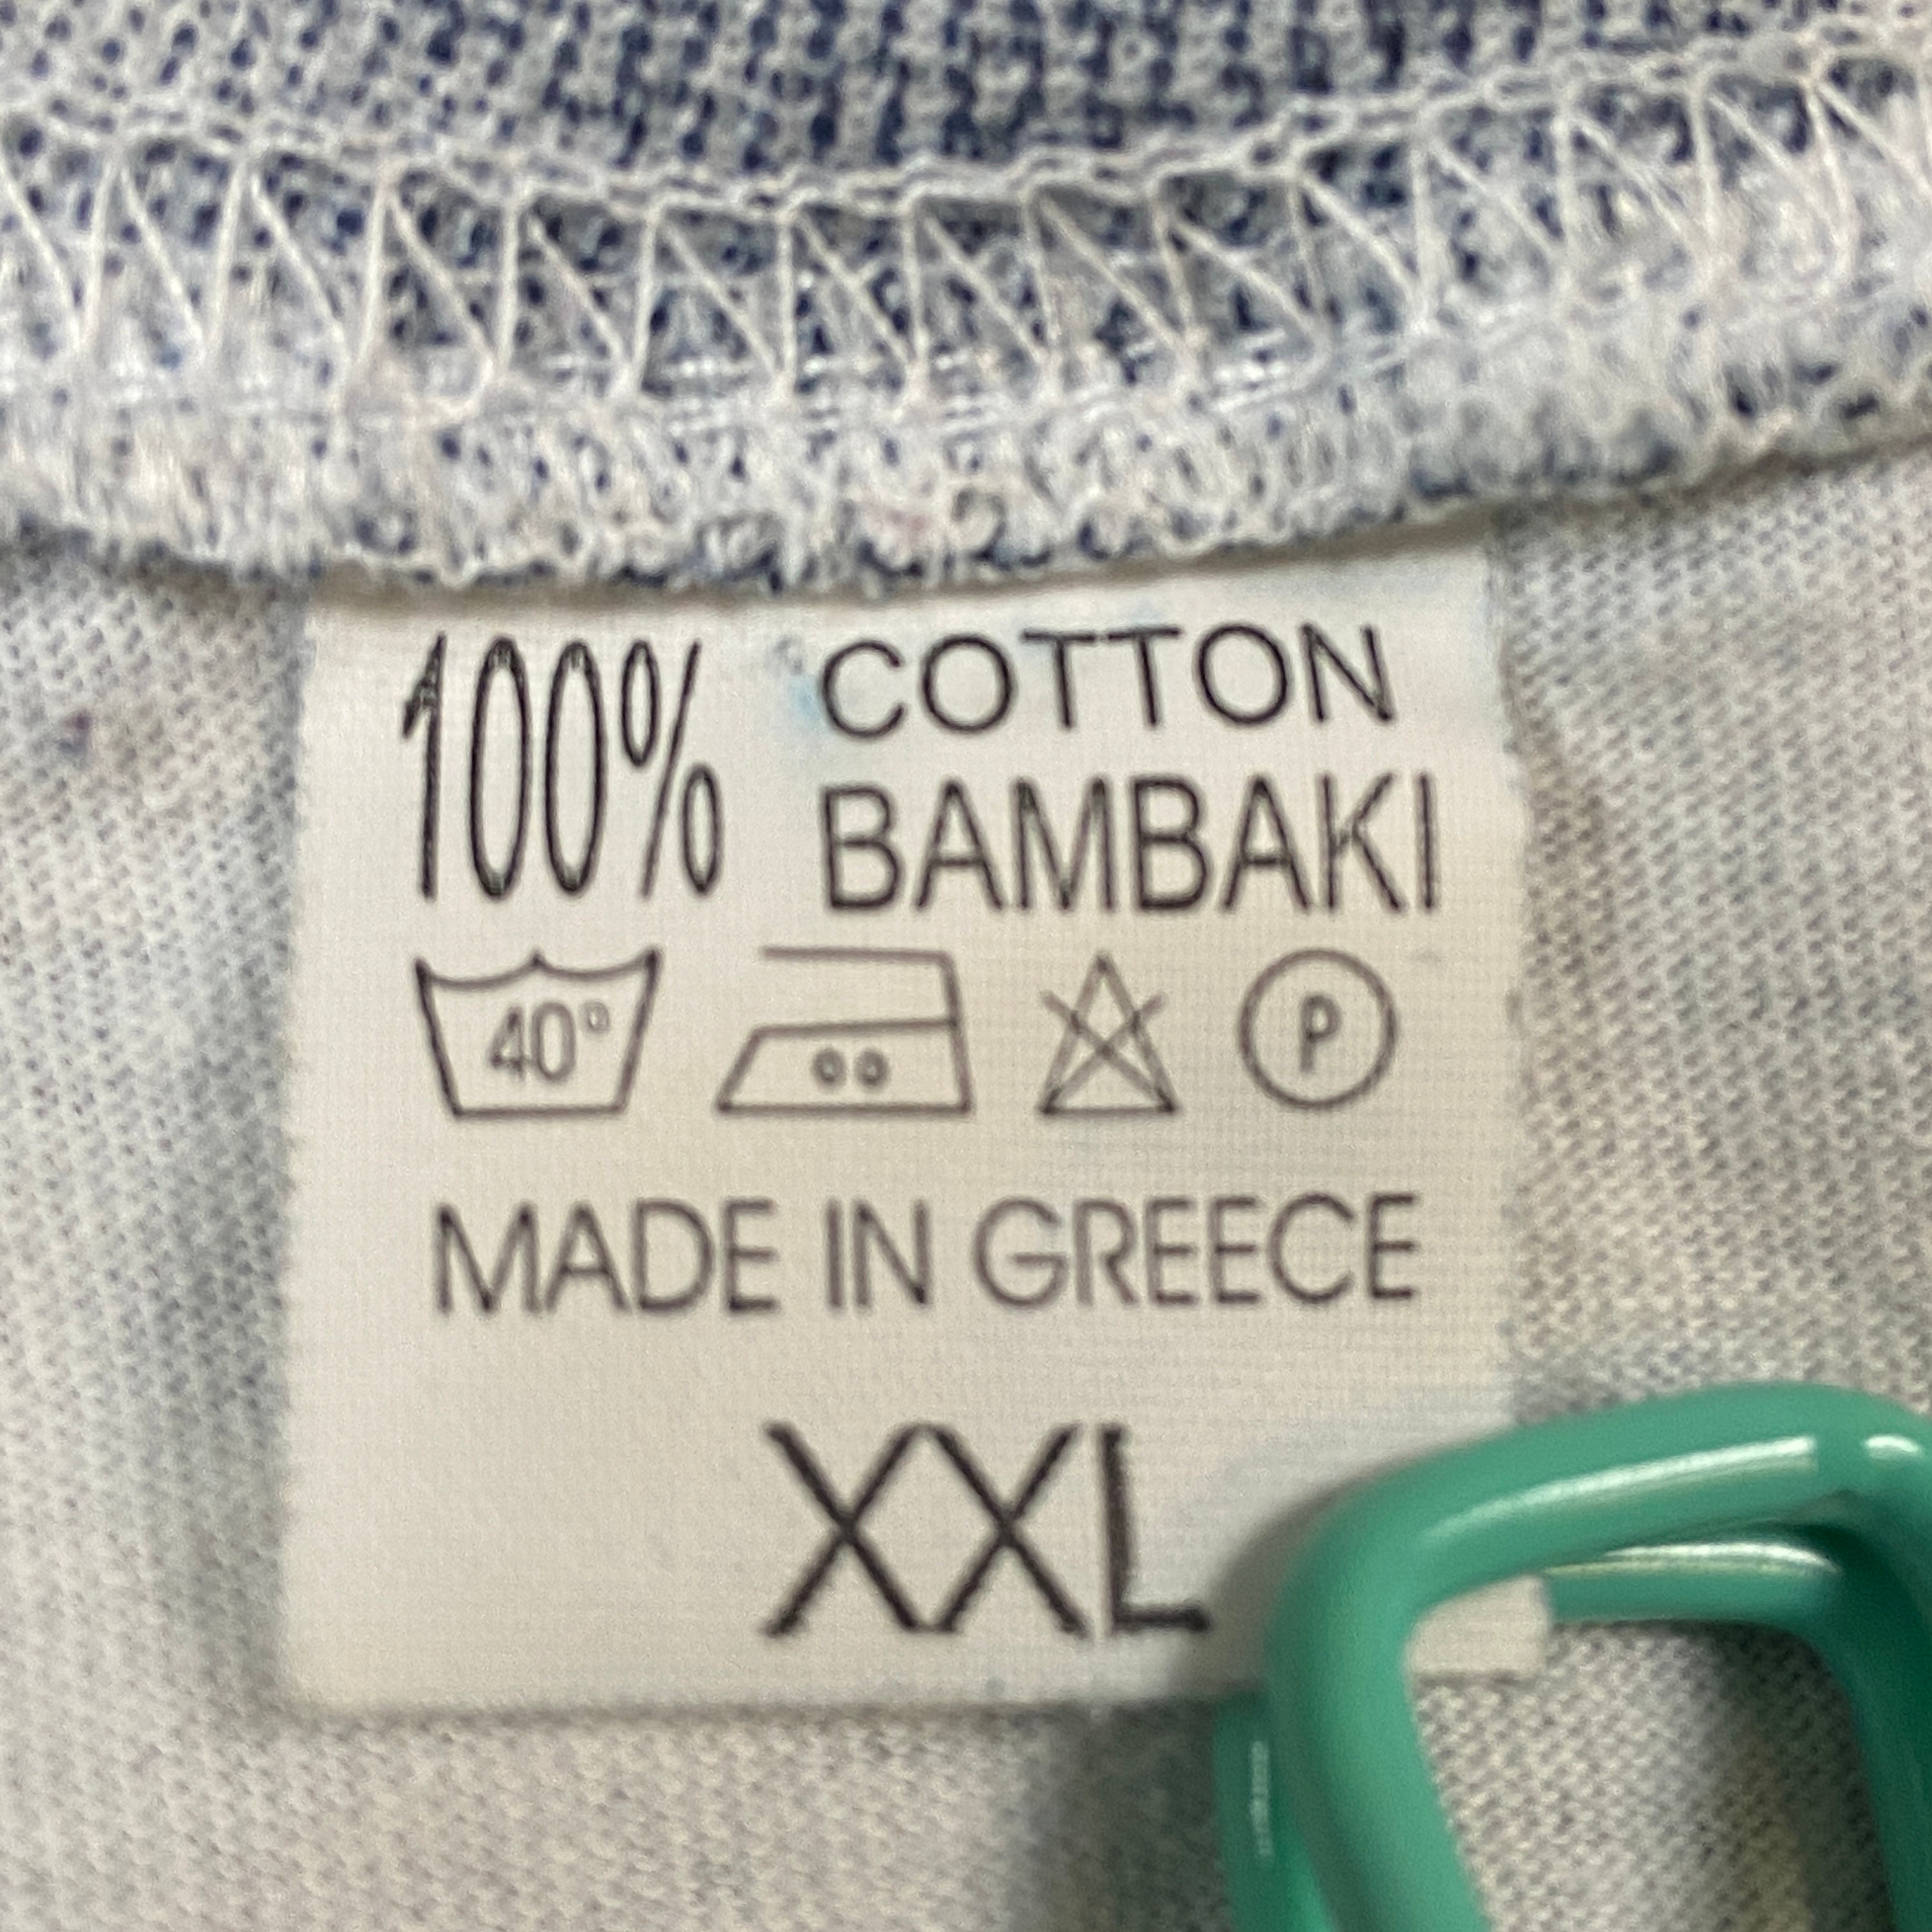 100% COTTON
BAMBAKI
40°
P
MADE IN GREECE
XXL